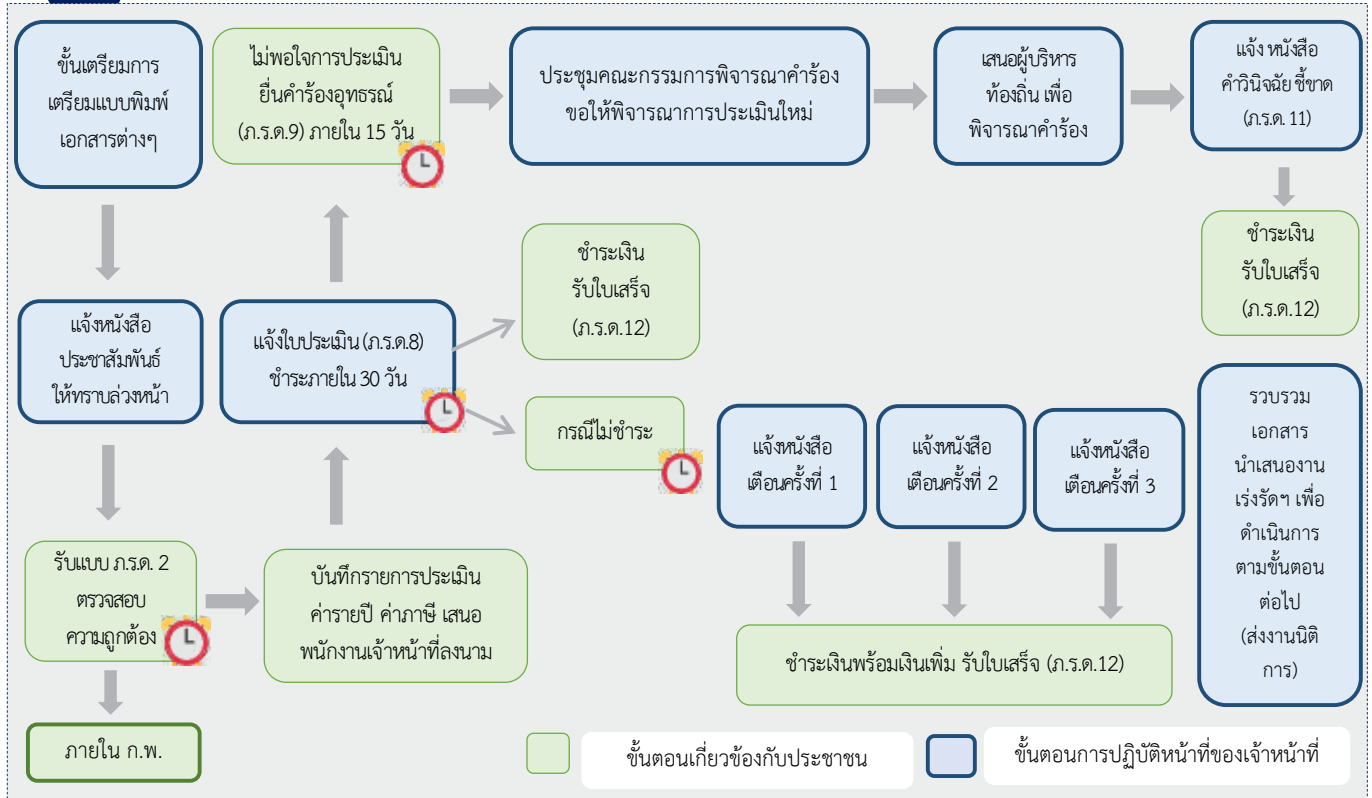 ขั้นเตรียมการ
เตรียมแบบพิมพ์
เอกสารต่างๆ
ไม่พอใจการประเมิน
ยื่นคำร้องอุทธรณ์
(ภ.ร.ด.9) ภายใน 15 วัน
ประชุมคณะกรรมการพิจารณาคำร้อง
ขอให้พิจารณาการประเมินใหม่
เสนอผู้บริหาร
ท้องถิ่น เพื่อ
พิจารณาคำร้อง
แจ้ง หนังสือ
คำวินิจฉัย ชี้ขาด
(ภ.ร.ด. 11)
ชำระเงิน
รับใบเสร็จ
(ภ.ร.ด.12)
แจ้งหนังสือ
ประชาสัมพันธ์
ให้ทราบล่วงหน้า
แจ้งใบประเมิน (ภ.ร.ด.8)
ชำระภายใน 30 วัน
ชำระเงิน
รับใบเสร็จ
(ภ.ร.ด.12)
กรณีไม่ชำระ
แจ้งหนังสือ
เตือนครั้งที่ 1
แจ้งหนังสือ
เตือนครั้งที่ 2
แจ้งหนังสือ
เตือนครั้งที่ 3
รวบรวม
เอกสาร
นำเสนองาน
เร่งรัดฯ เพื่อ
ดำเนินการ
ตามขั้นตอน
ต่อไป
(ส่งงานนิติ
การ)
รับแบบ ภ.ร.ด. 2
ตรวจสอบ
ความถูกต้อง
บันทึกรายการประเมิน
ค่ารายปี ค่าภาษี เสนอ
พนักงานเจ้าหน้าที่ลงนาม
ชำระเงินพร้อมเงินเพิ่ม รับใบเสร็จ (ภ.ร.ด.12)
ภายใน ก.พ.
ขั้นตอนเกี่ยวข้องกับประชาชน
ขั้นตอนการปฏิบัติหน้าที่ของเจ้าหน้าที่